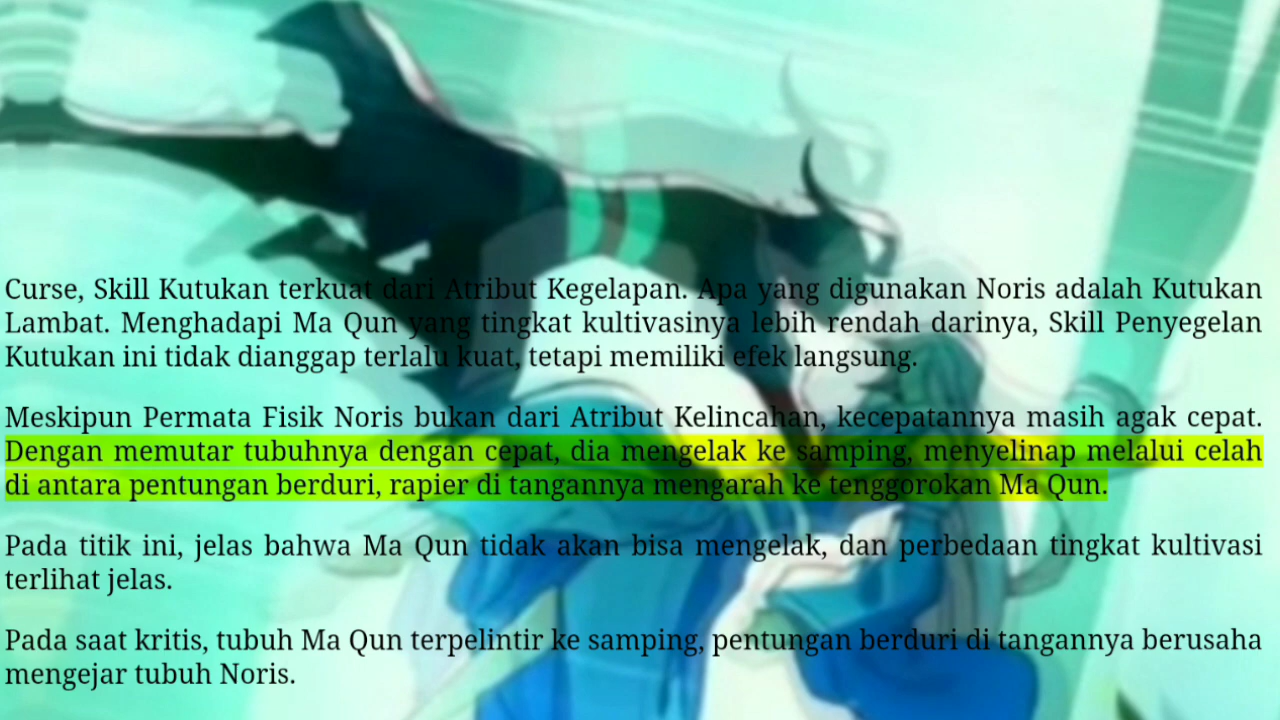 Curse, Skill Kutukan terkuat dari Atribut Kegelapan. Apa yang digunakan Noris adalah Kutukan
Lambat. Menghadapi Ma Qun yang tingkat kultivasinya lebih rendah darinya, Skill Penyegelan
Kutukan ini tidak dianggap terlalu kuat, tetapi memiliki efek langsung.
Meskipun Permata Fisik Noris bukan dari Atribut Kelincahan, kecepatannya masih agak cepat.
Dengan memutar tubuhnya dengan cepat, dia mengelak ke samping, menyelinap melalui celah
di antara pentungan berduri, rapier di tangannya mengarah ke tenggorokan Ma Qun.
Pada titik ini, jelas bahwa Ma Qun tidak akan bisa mengelak, dan perbedaan tingkat kultivasi
terlihat jelas.
Pada saat kritis, tubuh Ma Qun terpelintir ke samping, pentungan berduri di tangannya berusaha
mengejar tubuh Noris.